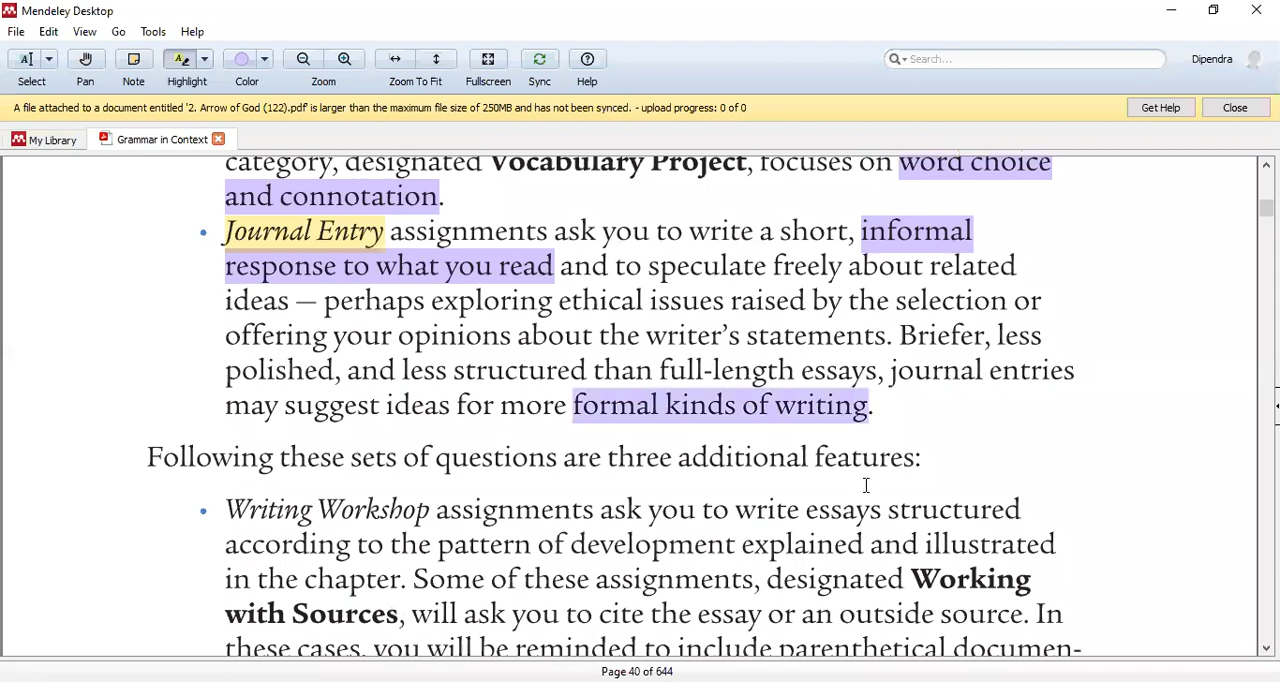 Mendeley Desktop
File Edit View Go Tools Help
Search... Dipendra
Select Pan Note Highlight Color Zoom Zoom To Fit Fullscreen Sync Help
A file attached to a document entitled '2. Arrow of God (122).pdf' is larger than the maximum file size of 250MB and has not been synced. - upload progress: 0 of 0 Get Help Close
My Library Grammar in Context
category, designated Vocabulary Project, focuses on word choice
and connotation.
• Journal Entry assignments ask you to write a short, informal
response to what you read and to speculate freely about related
ideas — perhaps exploring ethical issues raised by the selection or
offering your opinions about the writer’s statements. Briefer, less
polished, and less structured than full-length essays, journal entries
may suggest ideas for more formal kinds of writing.
Following these sets of questions are three additional features:
• Writing Workshop assignments ask you to write essays structured
according to the pattern of development explained and illustrated
in the chapter. Some of these assignments, designated Working
with Sources, will ask you to cite the essay or an outside source. In
these cases, you will be reminded to include parenthetical documen-
Page 40 of 644